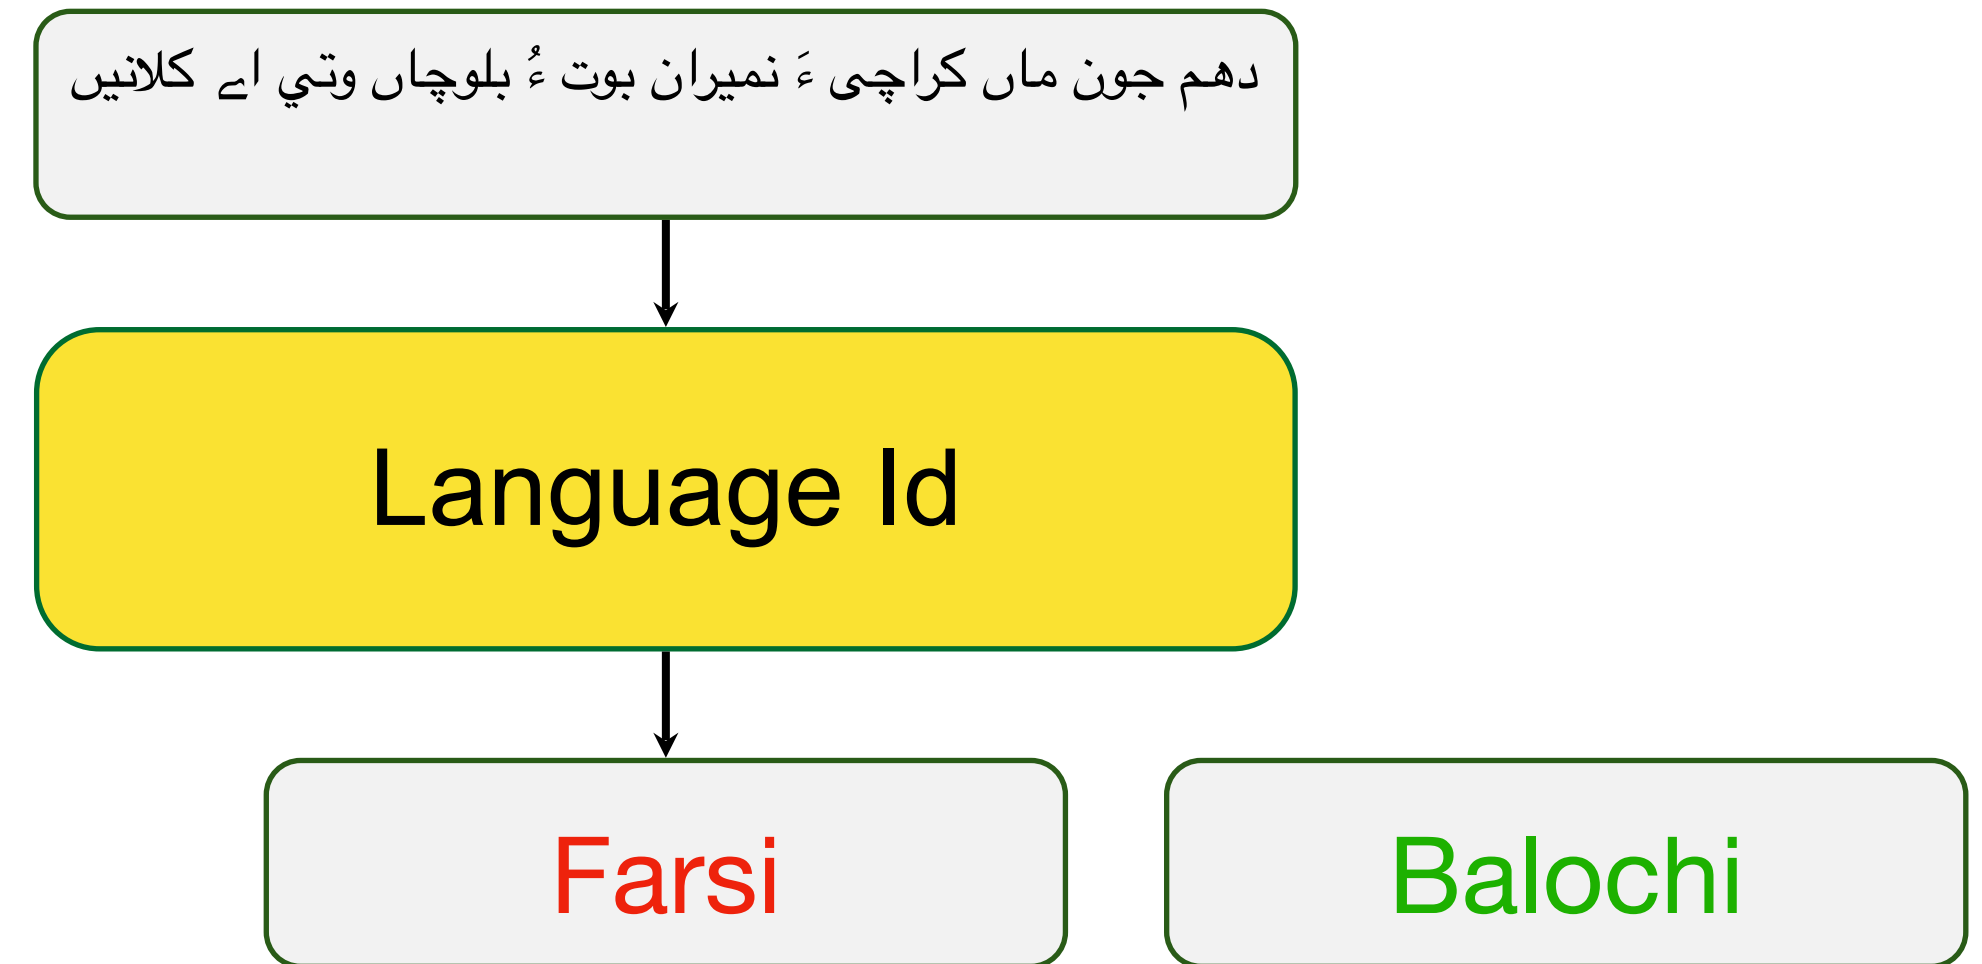 دهم جون ماں کراچی ءَ نمیران بوت ءُ بلوچاں وتي اے کلانیں
Language Id
Farsi
Balochi